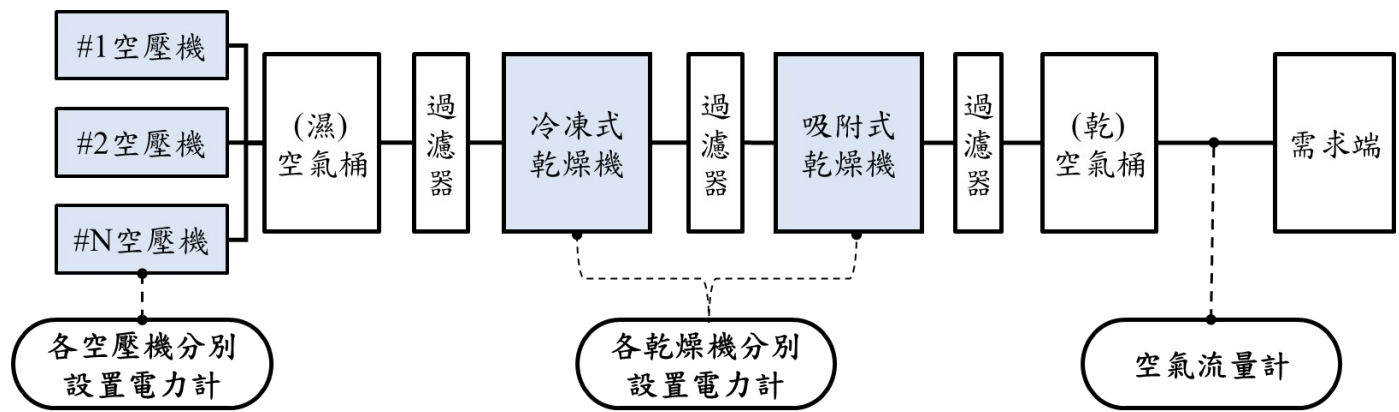 #1空壓機
#2空壓機
#N空壓機
(濕)
空氣桶
過
濾
器
冷凍式
乾燥機
過
濾
器
吸附式
乾燥機
過
濾
器
(乾)
空氣桶
需求端
各空壓機分別
設置電力計
各乾燥機分別
設置電力計
空氣流量計